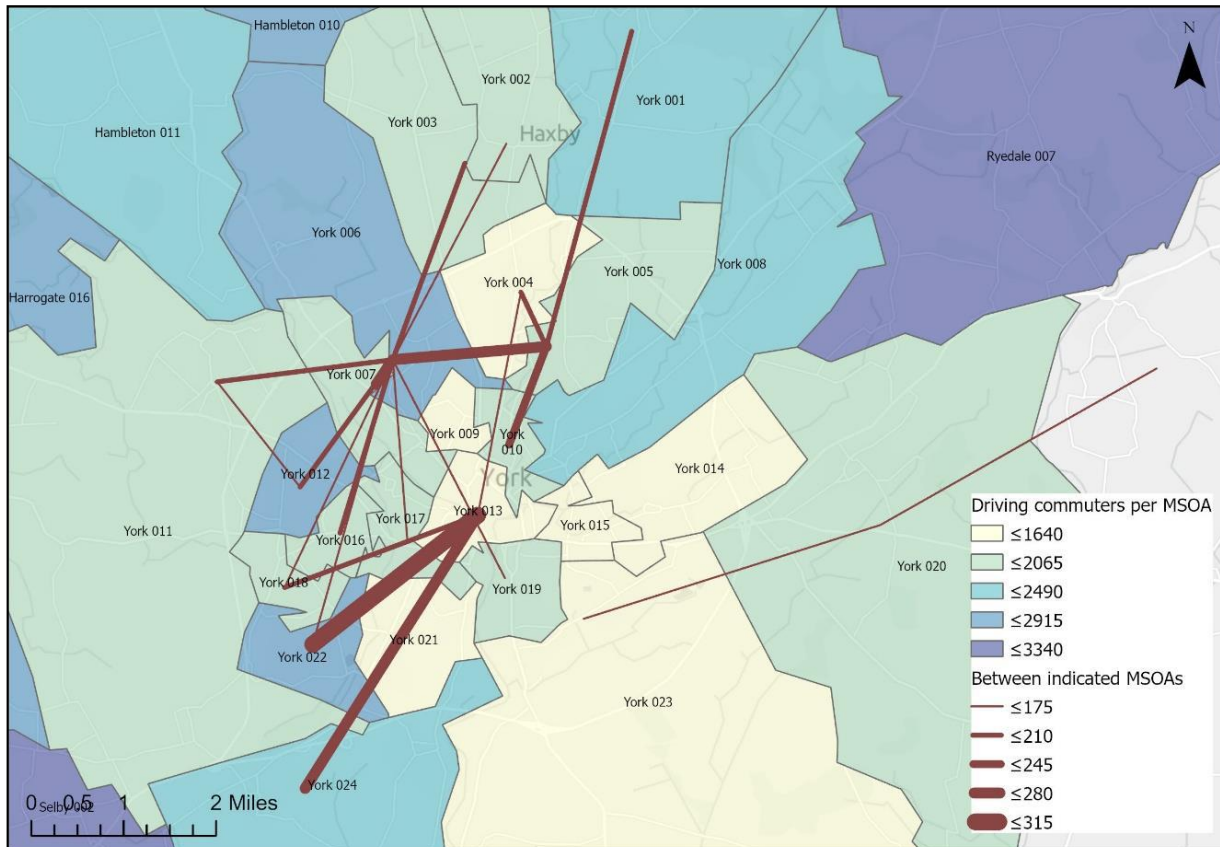 Hambleton 010
N
York 002
York 001
York 003
Haxby
Hambleton 011
Ryedale 007
York 006
York 008
York 005
Harrogate 016
York 004
York 007
York 009
York
010
York 012
York 014
York
York 013
York 011
York 017
York 015
York 016
York 020
York 018
York 019
York 021
York 022
York 023
York 024
Selby 002
0 0.5 1 2 Miles
Driving commuters per MSOA
≤1640
≤2065
≤2490
≤2915
≤3340
Between indicated MSOAs
≤175
≤210
≤245
≤280
≤315